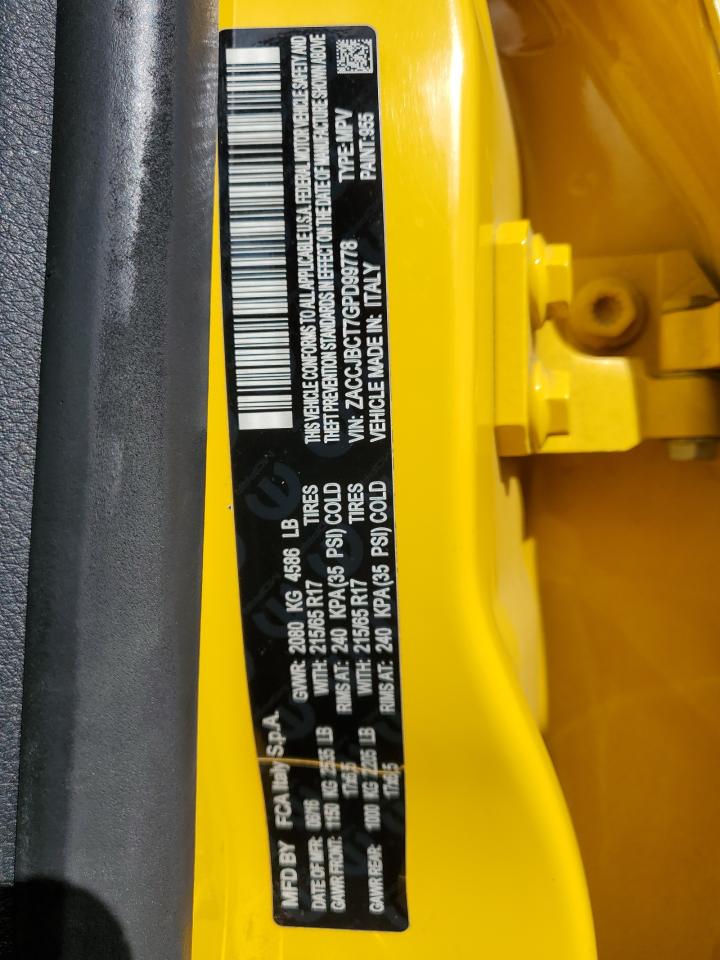 MFD BY FCA Italy S.p.A.
DATE OF MFR: 06/16 GVWR: 2080 KG 4586 LB
GAWR FRONT: 1150 KG 2535 LB WITH: 215/65 R17 TIRES
17x6.5 RIMS AT: 240 KPA(35 PSI) COLD
GAWR REAR: 1000 KG 2205 LB WITH: 215/65 R17 TIRES
17x6.5 RIMS AT: 240 KPA(35 PSI) COLD
THIS VEHICLE CONFORMS TO ALL APPLICABLE U.S.A. FEDERAL MOTOR VEHICLE SAFETY AND
THEFT PREVENTION STANDARDS IN EFFECT ON THE DATE OF MANUFACTURE SHOWN ABOVE
VIN: ZACCJBCT7GPD99778 TYPE: MPV
VEHICLE MADE IN: ITALY PAINT: 955